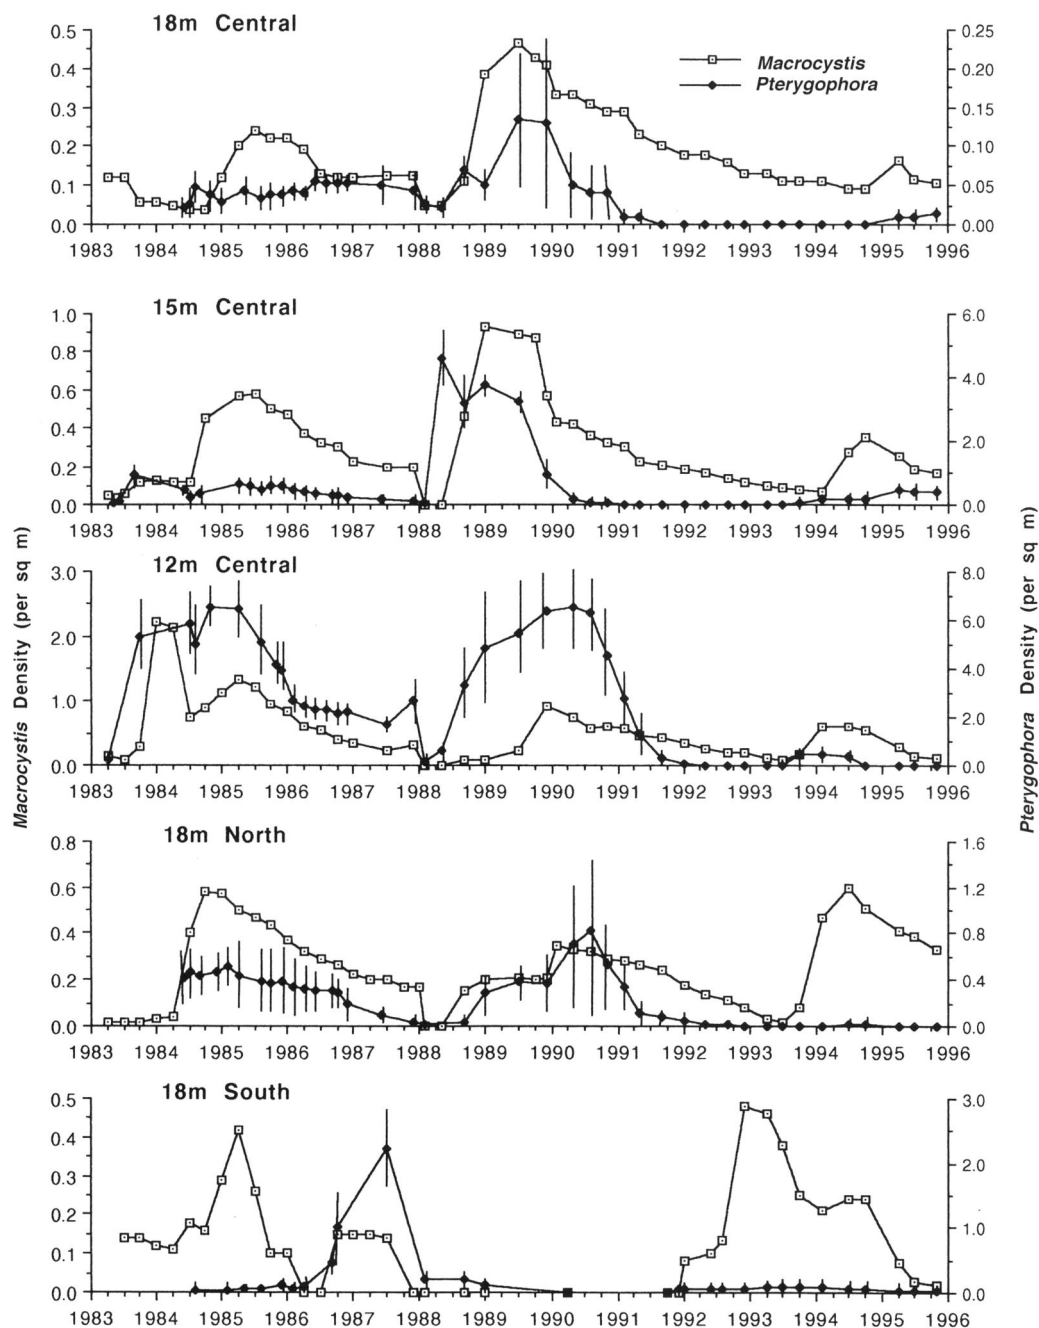 18m Central
0.5 0.25
Macrocystis
Pterygophora
0.4 0.20
0.3 0.15
0.2 0.10
0.1 0.05
0.0 0.00
1983 1984 1985 1986 1987 1988 1989 1990 1991 1992 1993 1994 1995 1996
15m Central
1.0 6.0
0.8
0.6 4.0
0.4
2.0
0.2
0.0 0.0
1983 1984 1985 1986 1987 1988 1989 1990 1991 1992 1993 1994 1995 1996
Macrocystis Density (per sq m)
Pterygophora Density (per sq m)
12m Central
3.0 8.0
6.0
2.0
4.0
1.0
2.0
0.0 0.0
1983 1984 1985 1986 1987 1988 1989 1990 1991 1992 1993 1994 1995 1996
18m North
0.8 1.6
0.6 1.2
0.4 0.8
0.2 0.4
0.0 0.0
1983 1984 1985 1986 1987 1988 1989 1990 1991 1992 1993 1994 1995 1996
18m South
0.5 3.0
0.4
0.3 2.0
0.2
1.0
0.1
0.0 0.0
1983 1984 1985 1986 1987 1988 1989 1990 1991 1992 1993 1994 1995 1996